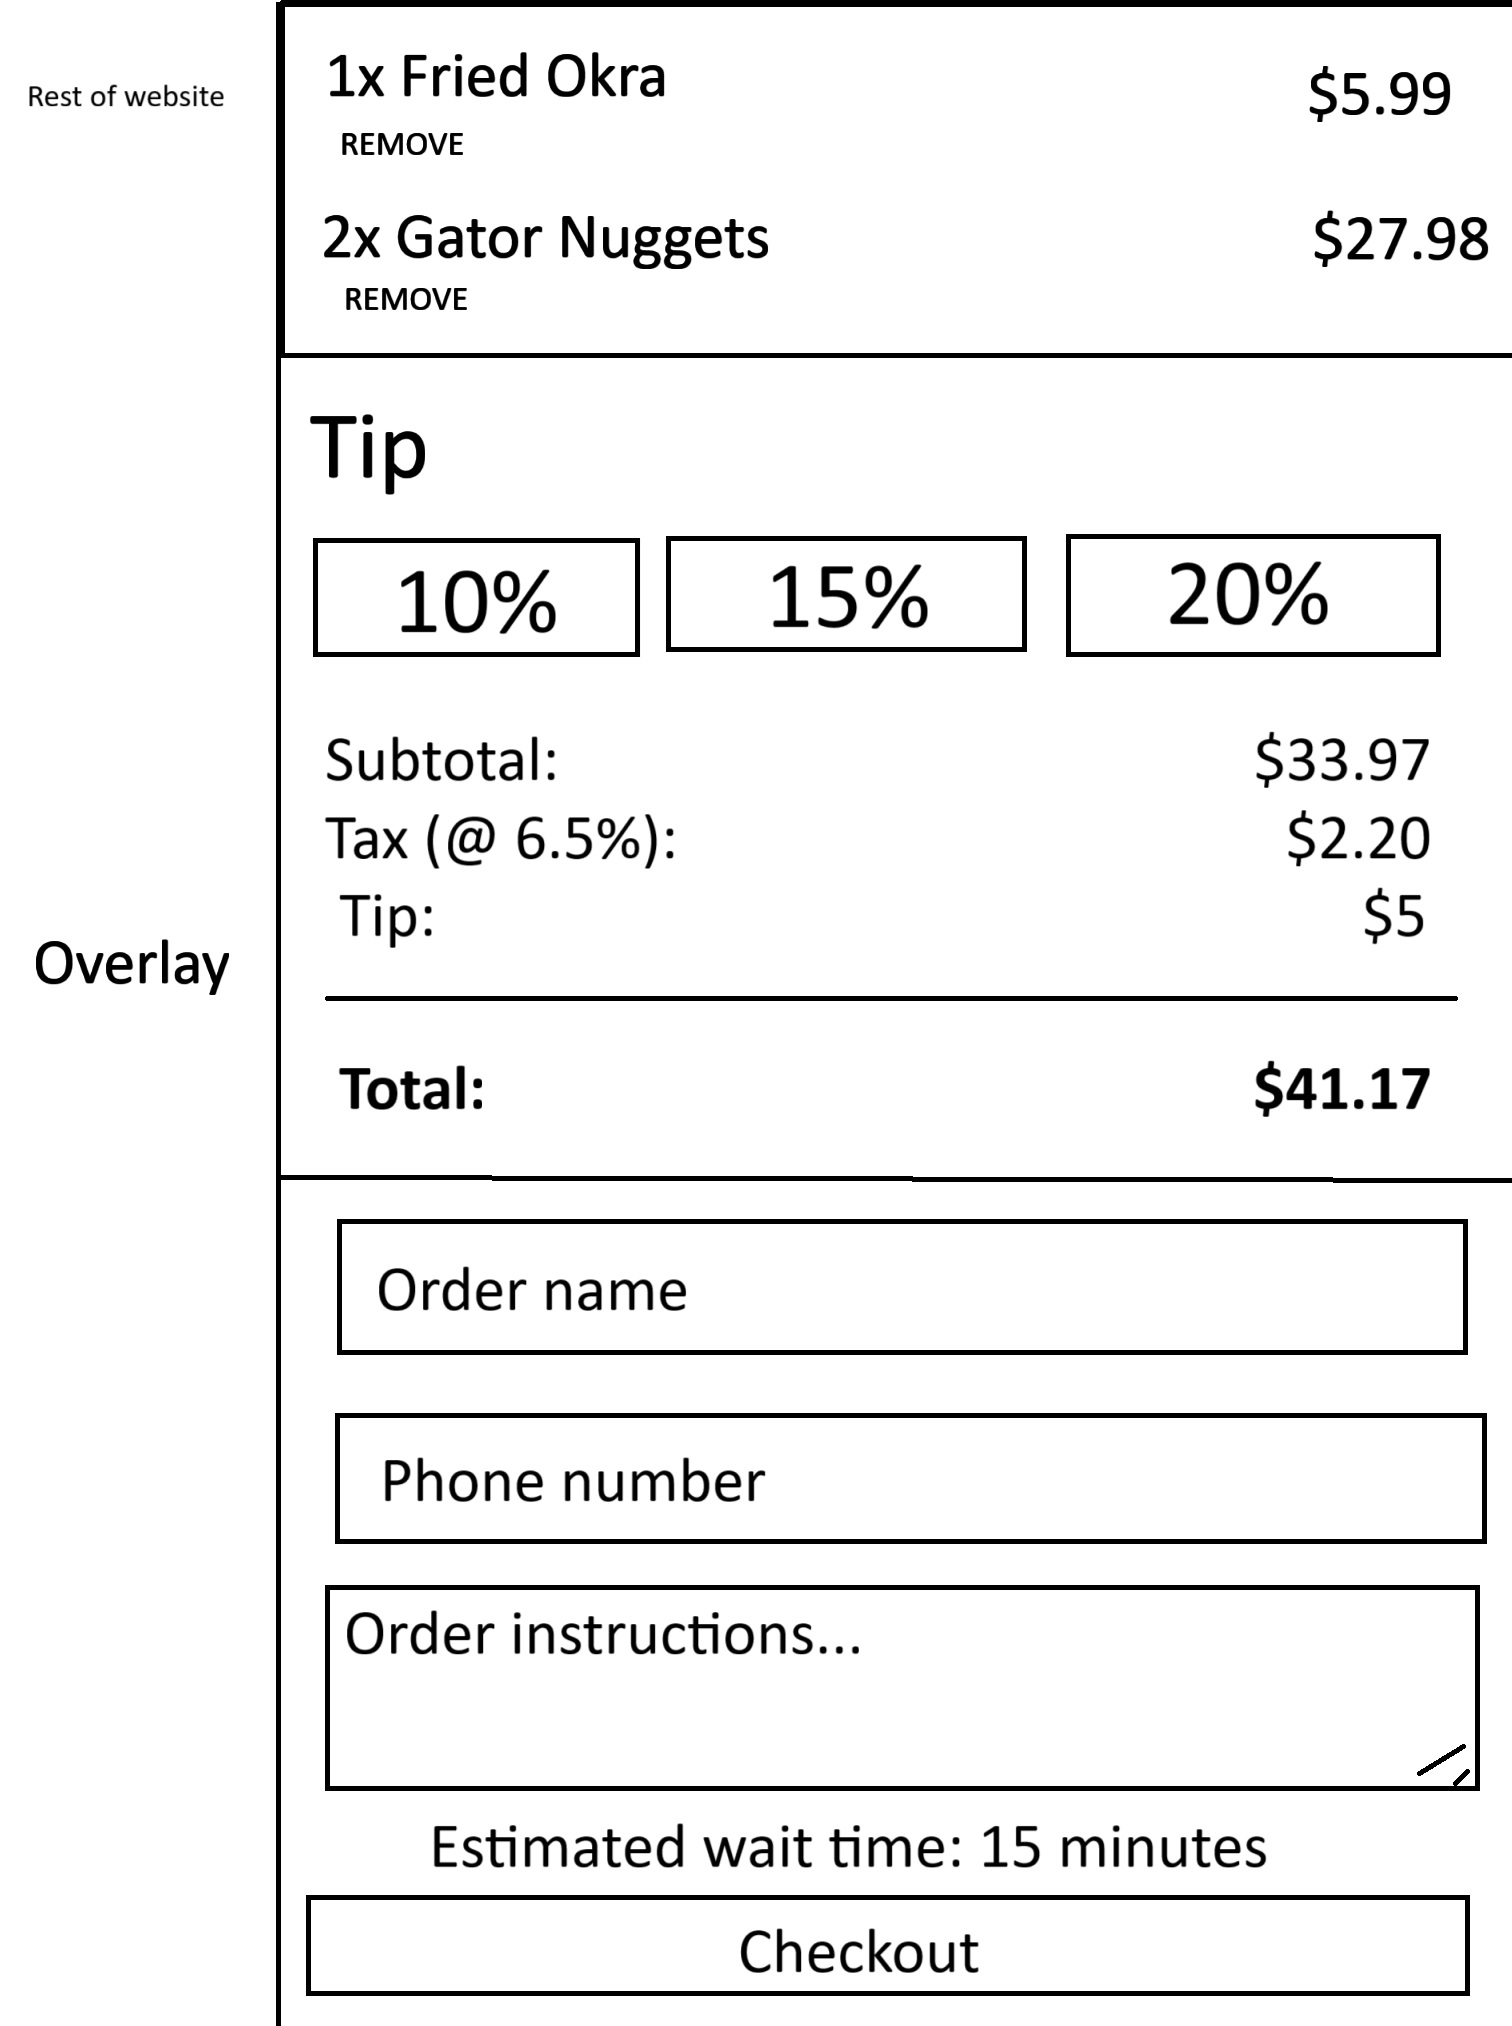 Rest of website
1x Fried Okra $5.99
REMOVE
2x Gator Nuggets $27.98
REMOVE
Tip
10% 15% 20%
Subtotal: $33.97
Tax (@ 6.5%): $2.20
Tip: $5
Overlay
Total: $41.17
Order name
Phone number
Order instructions...
Estimated wait time: 15 minutes
Checkout